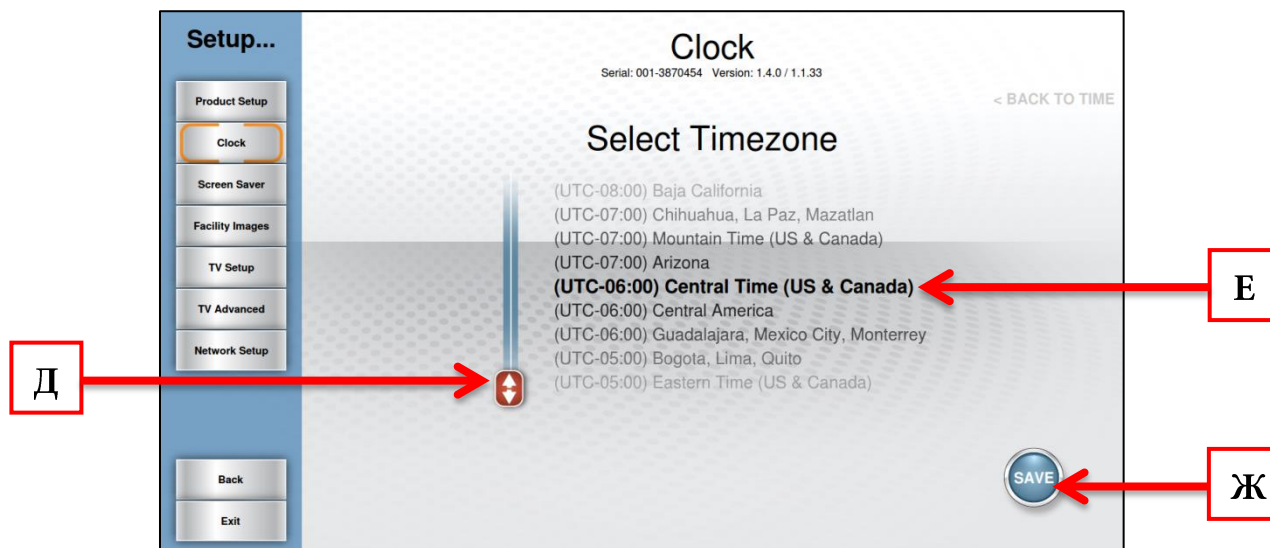 Setup...
Product Setup
Clock
Screen Saver
Facility Images
TV Setup
TV Advanced
Network Setup
Back
Exit
Clock
Serial: 001-3870454 Version: 1.4.0 / 1.1.33
< BACK TO TIME
Select Timezone
(UTC-08:00) Baja California
(UTC-07:00) Chihuahua, La Paz, Mazatlan
(UTC-07:00) Mountain Time (US & Canada)
(UTC-07:00) Arizona
(UTC-06:00) Central Time (US & Canada)
(UTC-06:00) Central America
(UTC-06:00) Guadalajara, Mexico City, Monterrey
(UTC-05:00) Bogota, Lima, Quito
(UTC-05:00) Eastern Time (US & Canada)
SAVE
Д
Е
Ж